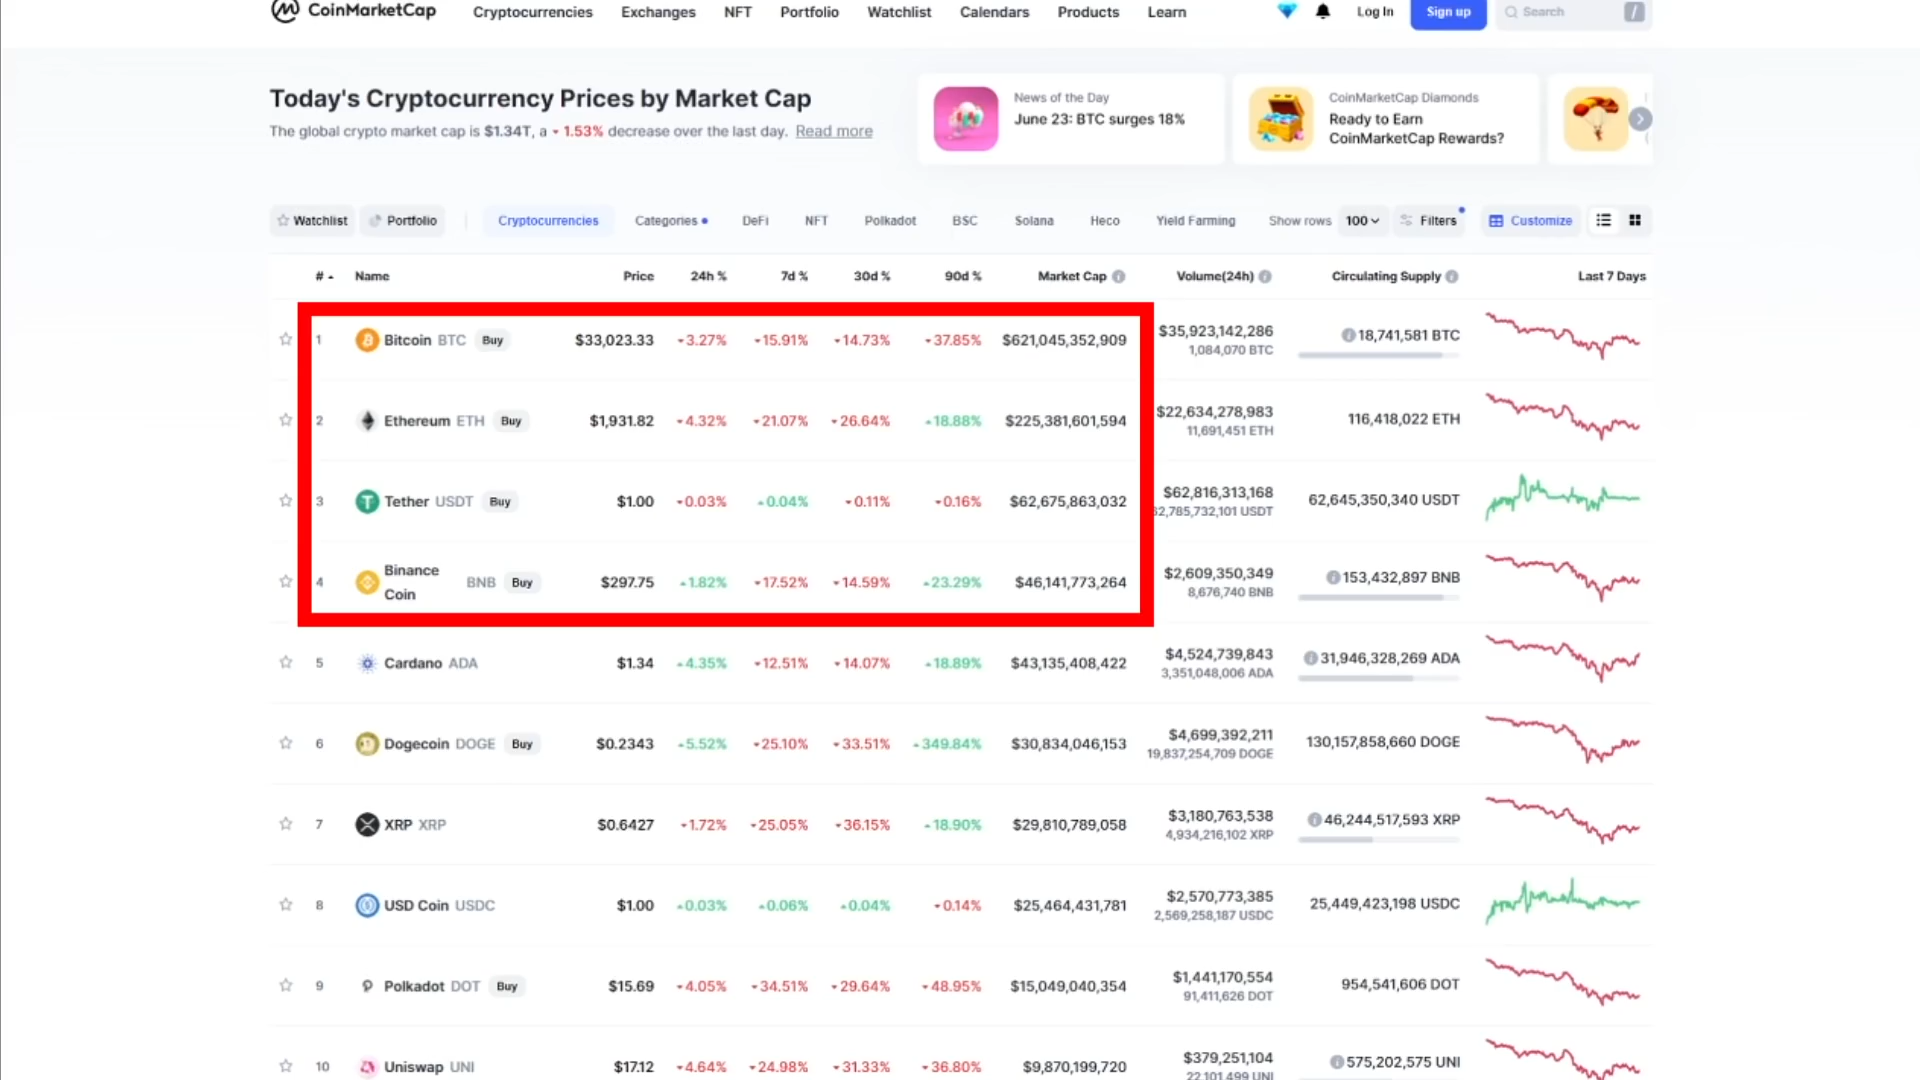 CoinMarketCap Cryptocurrencies Exchanges NFT Portfolio Watchlist Calendars Products Learn Log In Sign up Search /
Today's Cryptocurrency Prices by Market Cap
The global crypto market cap is $1.34T, a 1.53% decrease over the last day. Read more
News of the Day
June 23: BTC surges 18%
CoinMarketCap Diamonds
Ready to Earn
CoinMarketCap Rewards?
Watchlist Portfolio Cryptocurrencies Categories DeFi NFT Polkadot BSC Solana Heco Yield Farming Show rows 100 Filters Customize
# Name Price 24h % 7d % 30d % 90d % Market Cap Volume(24h) Circulating Supply Last 7 Days
1 Bitcoin BTC Buy $33,023.33 3.27% 15.91% 14.73% 37.85% $621,045,352,909 $35,923,142,286 18,741,581 BTC
1,084,070 BTC
2 Ethereum ETH Buy $1,931.82 4.32% 21.07% 26.64% 18.88% $225,381,601,594 $22,634,278,983 116,418,022 ETH
11,691,451 ETH
3 Tether USDT Buy $1.00 0.03% 0.04% 0.11% 0.16% $62,675,863,032 $62,816,313,168 62,645,350,340 USDT
62,785,732,101 USDT
4 Binance Coin BNB Buy $297.75 1.82% 17.52% 14.59% 23.29% $46,141,773,264 $2,609,350,349 153,432,897 BNB
8,676,740 BNB
5 Cardano ADA $1.34 4.35% 12.51% 14.07% 18.89% $43,135,408,422 $4,524,739,843 31,946,328,269 ADA
3,351,048,006 ADA
6 Dogecoin DOGE Buy $0.2343 5.52% 25.10% 33.51% 349.84% $30,834,046,153 $4,699,392,211 130,157,858,660 DOGE
19,837,254,709 DOGE
7 XRP XRP $0.6427 1.72% 25.05% 36.15% 18.90% $29,810,789,058 $3,180,763,538 46,244,517,593 XRP
4,934,216,102 XRP
8 USD Coin USDC $1.00 0.03% 0.06% 0.04% 0.14% $25,464,431,781 $2,570,773,385 25,449,423,198 USDC
2,569,258,187 USDC
9 Polkadot DOT Buy $15.69 4.05% 34.51% 29.64% 48.95% $15,049,040,354 $1,441,170,554 954,541,606 DOT
91,411,626 DOT
10 Uniswap UNI $17.12 4.64% 24.98% 31.33% 36.80% $9,870,199,720 $379,251,104 575,202,575 UNI
22,101,499 UNI